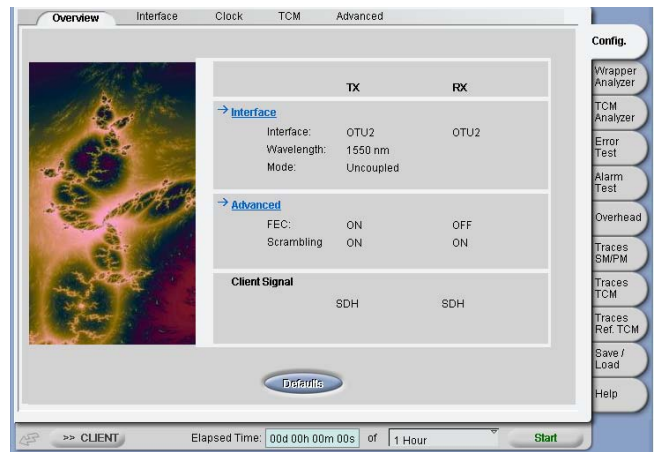 Overview Interface Clock TCM Advanced
TX RX
→ Interface
Interface: OTU2 OTU2
Wavelength: 1550 nm
Mode: Uncoupled
→ Advanced
FEC: ON OFF
Scrambling ON ON
Client Signal
SDH SDH
Defaults
Config.
Wrapper
Analyzer
TCM
Analyzer
Error
Test
Alarm
Test
Overhead
Traces
SM/PM
Traces
TCM
Traces
Ref. TCM
Save /
Load
Help
>> CLIENT Elapsed Time: 00d 00h 00m 00s of 1 Hour Start